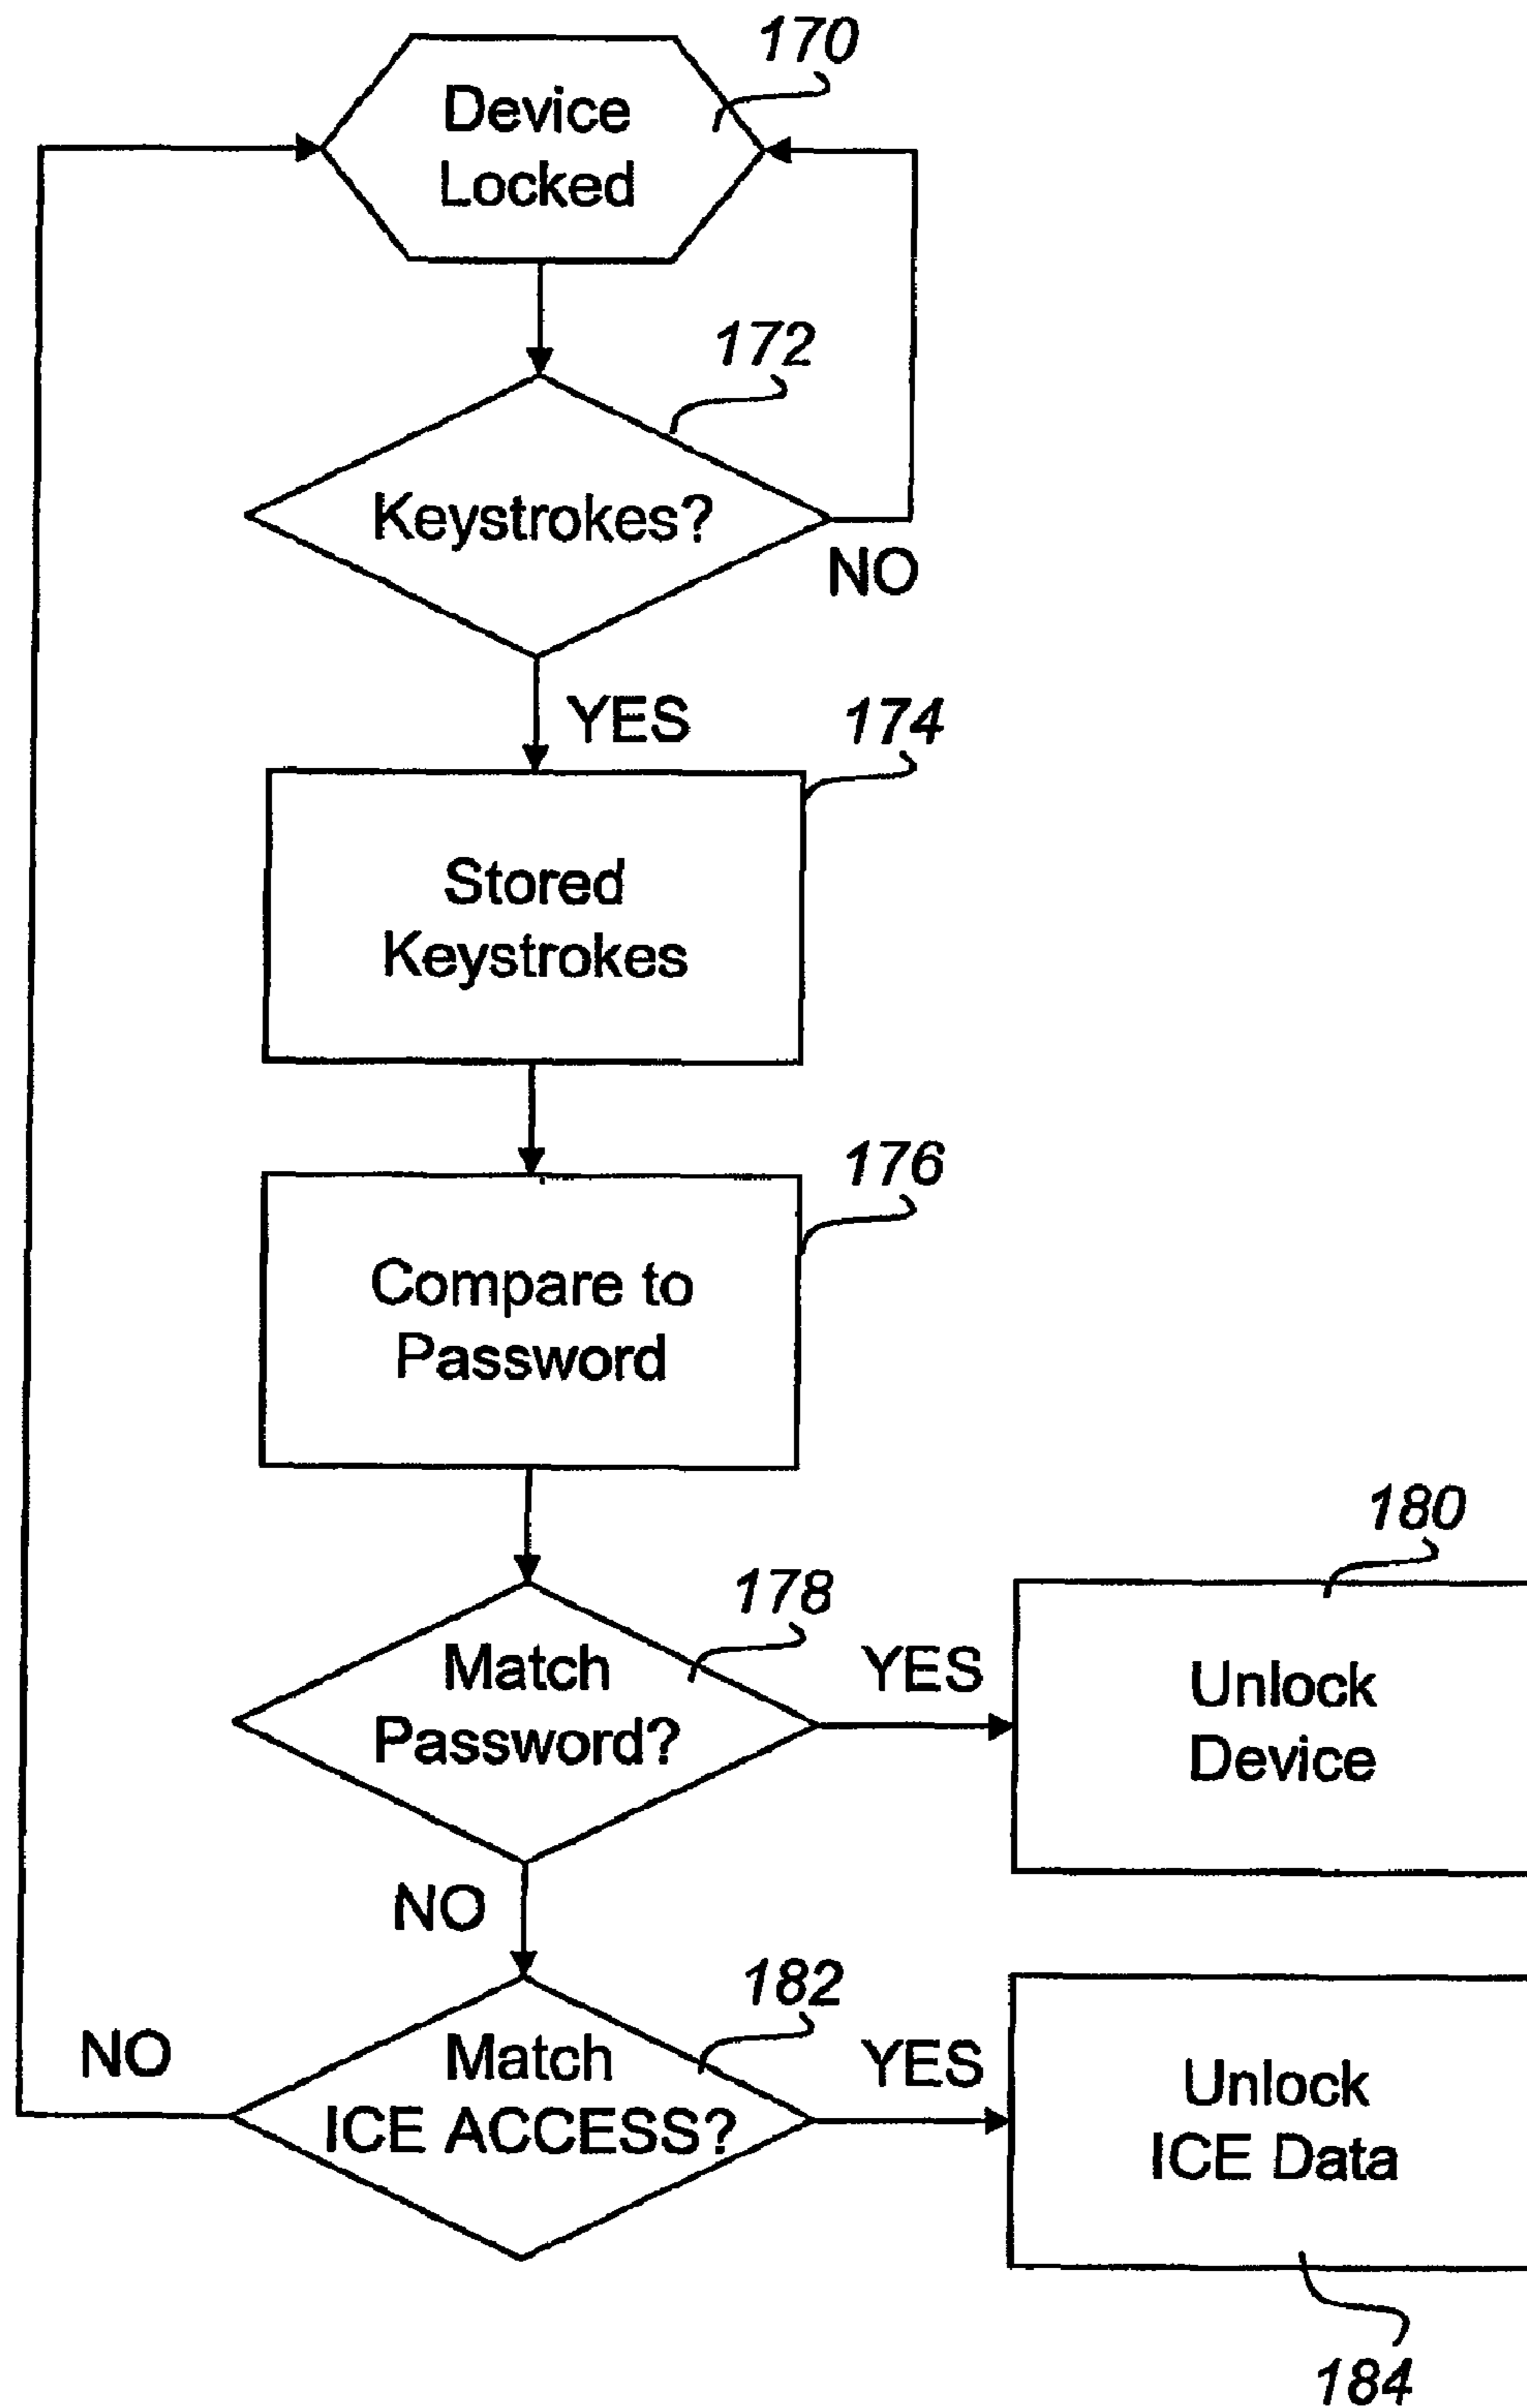 170
Device
Locked
172
Keystrokes?
NO
YES
174
Stored
Keystrokes
176
Compare to
Password
180
178
Match
Password?
YES
Unlock
Device
NO
182
Match
ICE ACCESS?
NO
YES
Unlock
ICE Data
184